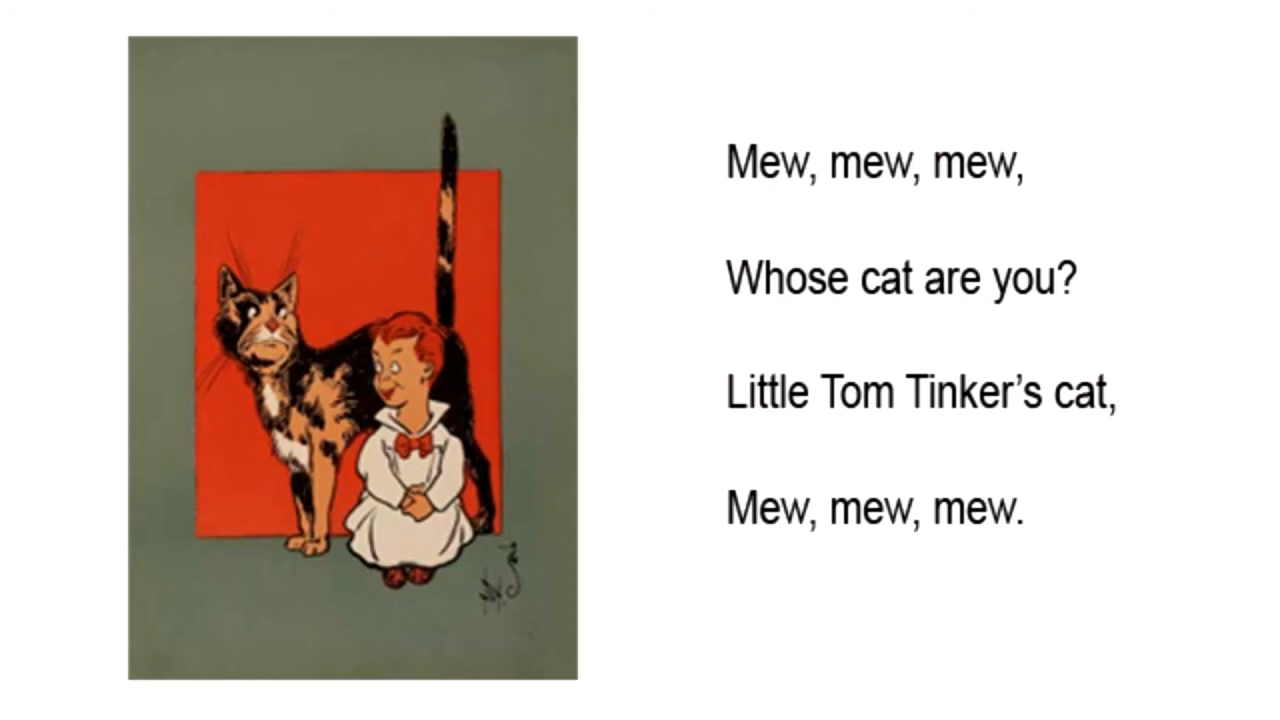 Mew, mew, mew,
Whose cat are you?
Little Tom Tinker’s cat,
Mew, mew, mew.